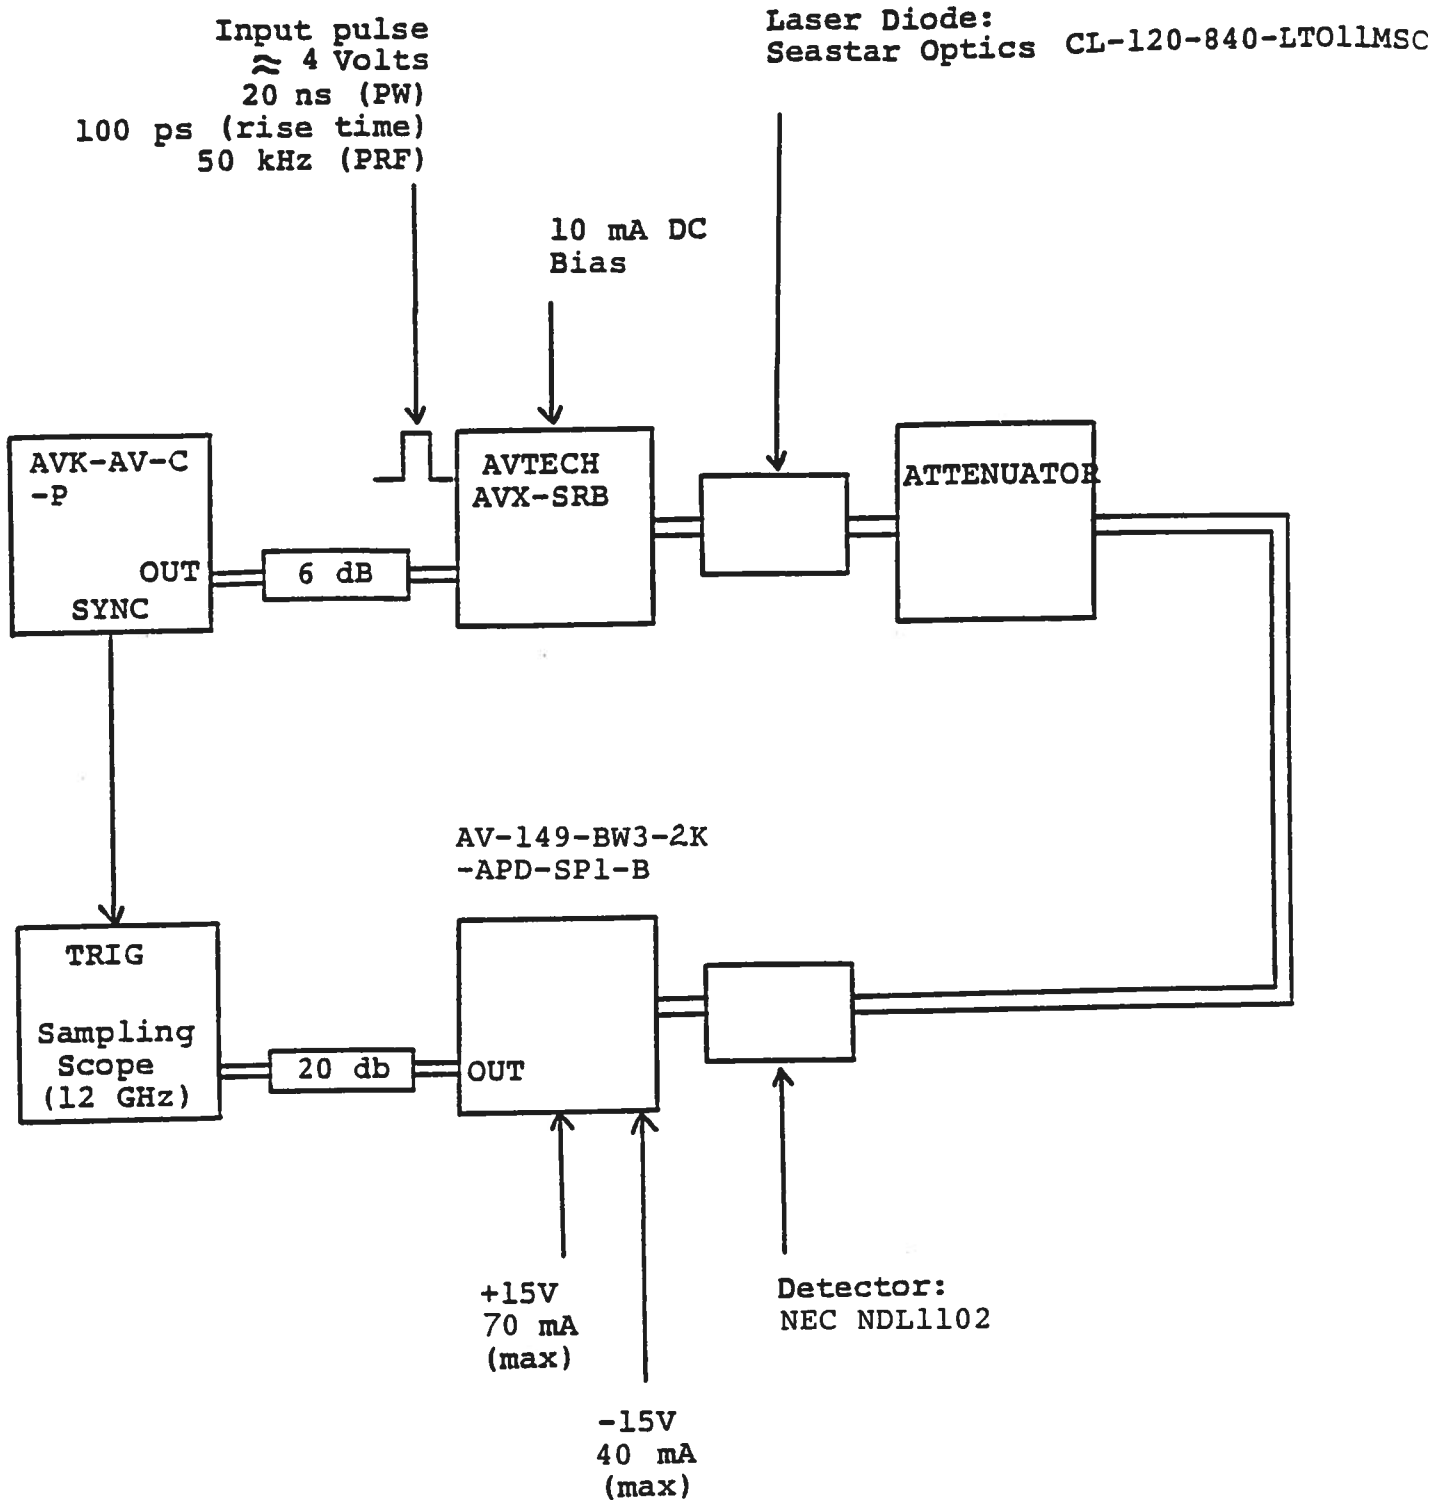 Input pulse
≈ 4 Volts
20 ns (PW)
100 ps (rise time)
50 kHz (PRF)
Laser Diode:
Seastar Optics CL-120-840-LT011MSC
10 mA DC
Bias
AVK-AV-C
-P
OUT
SYNC
6 dB
AVTECH
AVX-SRB
ATTENUATOR
AV-149-BW3-2K
-APD-SP1-B
TRIG
Sampling
Scope
(12 GHz)
20 db
OUT
+15V
70 mA
(max)
-15V
40 mA
(max)
Detector:
NEC NDL1102